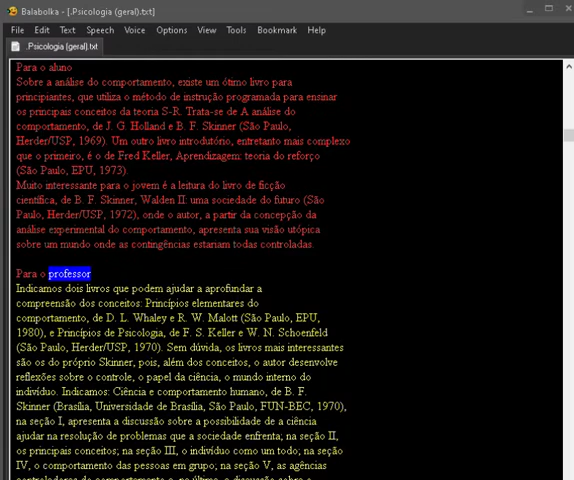 Balabolka - [.Psicologia (geral).txt]
File Edit Text Speech Voice Options View Tools Bookmark Help
.Psicologia (geral).txt
Para o aluno
Sobre a análise do comportamento, existe um ótimo livro para
principiantes, que utiliza o método de instrução programada para ensinar
os principais conceitos da teoria S-R. Trata-se de A análise do
comportamento, de J. G. Holland e B. F. Skinner (São Paulo,
Herder/USP, 1969). Um outro livro introdutório, entretanto mais complexo
que o primeiro, é o de Fred Keller, Aprendizagem: teoria do reforço
(São Paulo, EPU, 1973).
Muito interessante para o jovem é a leitura do livro de ficção
científica, de B. F. Skinner, Walden II: uma sociedade do futuro (São
Paulo, Herder/USP, 1972), onde o autor, a partir da concepção da
análise experimental do comportamento, apresenta sua visão utópica
sobre um mundo onde as contingências estariam todas controladas.
Para o professor
Indicamos dois livros que podem ajudar a aprofundar a
compreensão dos conceitos: Princípios elementares do
comportamento, de D. L. Whaley e R. W. Malott (São Paulo, EPU,
1980), e Princípios de Psicologia, de F. S. Keller e W. N. Schoenfeld
(São Paulo, Herder/USP, 1970). Sem dúvida, os livros mais interessantes
são os do próprio Skinner, pois, além dos conceitos, o autor desenvolve
reflexões sobre o controle, o papel da ciência, o mundo interno do
indivíduo. Indicamos: Ciência e comportamento humano, de B. F.
Skinner (Brasília, Universidade de Brasília, São Paulo, FUN-BEC, 1970),
na seção I, apresenta a discussão sobre a possibilidade de a ciência
ajudar na resolução de problemas que a sociedade enfrenta; na seção II,
os principais conceitos; na seção III, o indivíduo como um todo; na seção
IV, o comportamento das pessoas em grupo; na seção V, as agências
controladoras do comportamento e, por último, a discussão sobre o